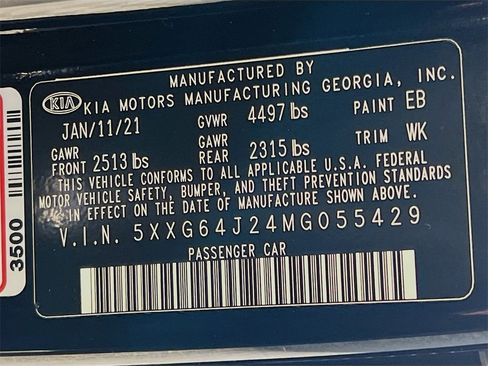 MANUFACTURED BY
KIA KIA MOTORS MANUFACTURING GEORGIA, INC.
JAN/11/21 GVWR 4497 lbs PAINT EB
GAWR FRONT 2513 lbs GAWR REAR 2315 lbs TRIM WK
THIS VEHICLE CONFORMS TO ALL APPLICABLE U.S.A. FEDERAL
MOTOR VEHICLE SAFETY, BUMPER, AND THEFT PREVENTION STANDARDS
IN EFFECT ON THE DATE OF MANUFACTURE SHOWN ABOVE.
V.I.N. 5XXG64J24MG055429
PASSENGER CAR
3500